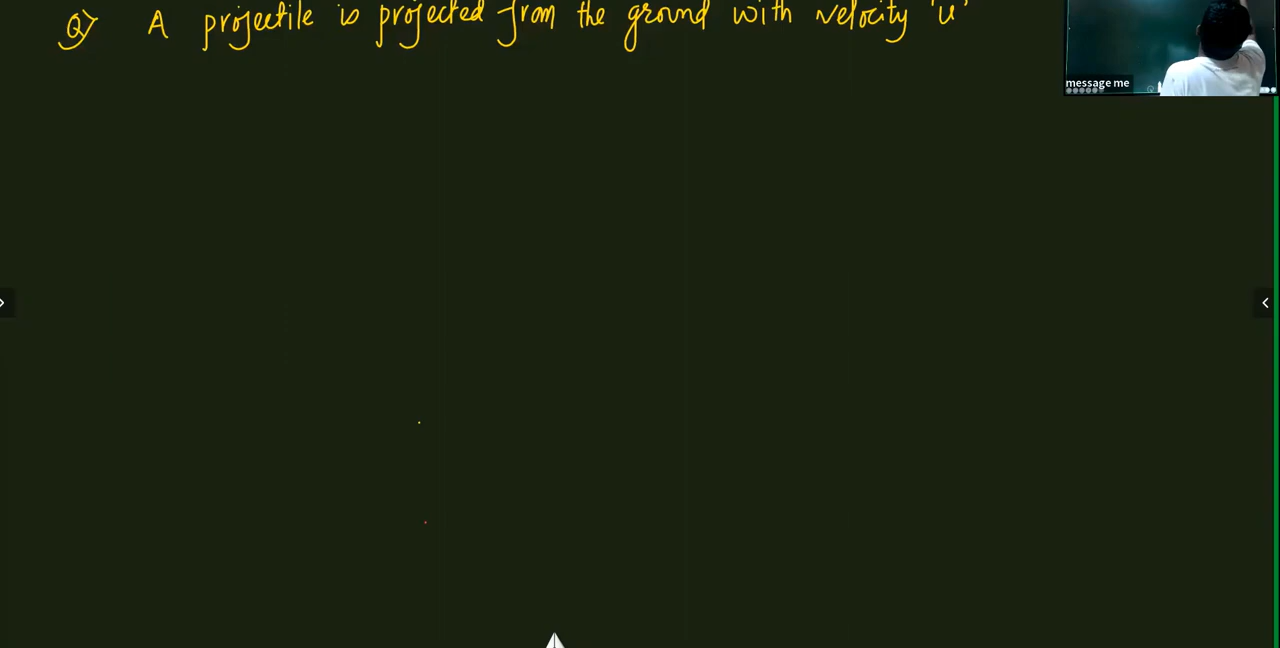 Q> A projectile is projected from the ground with velocity 'u'
message me